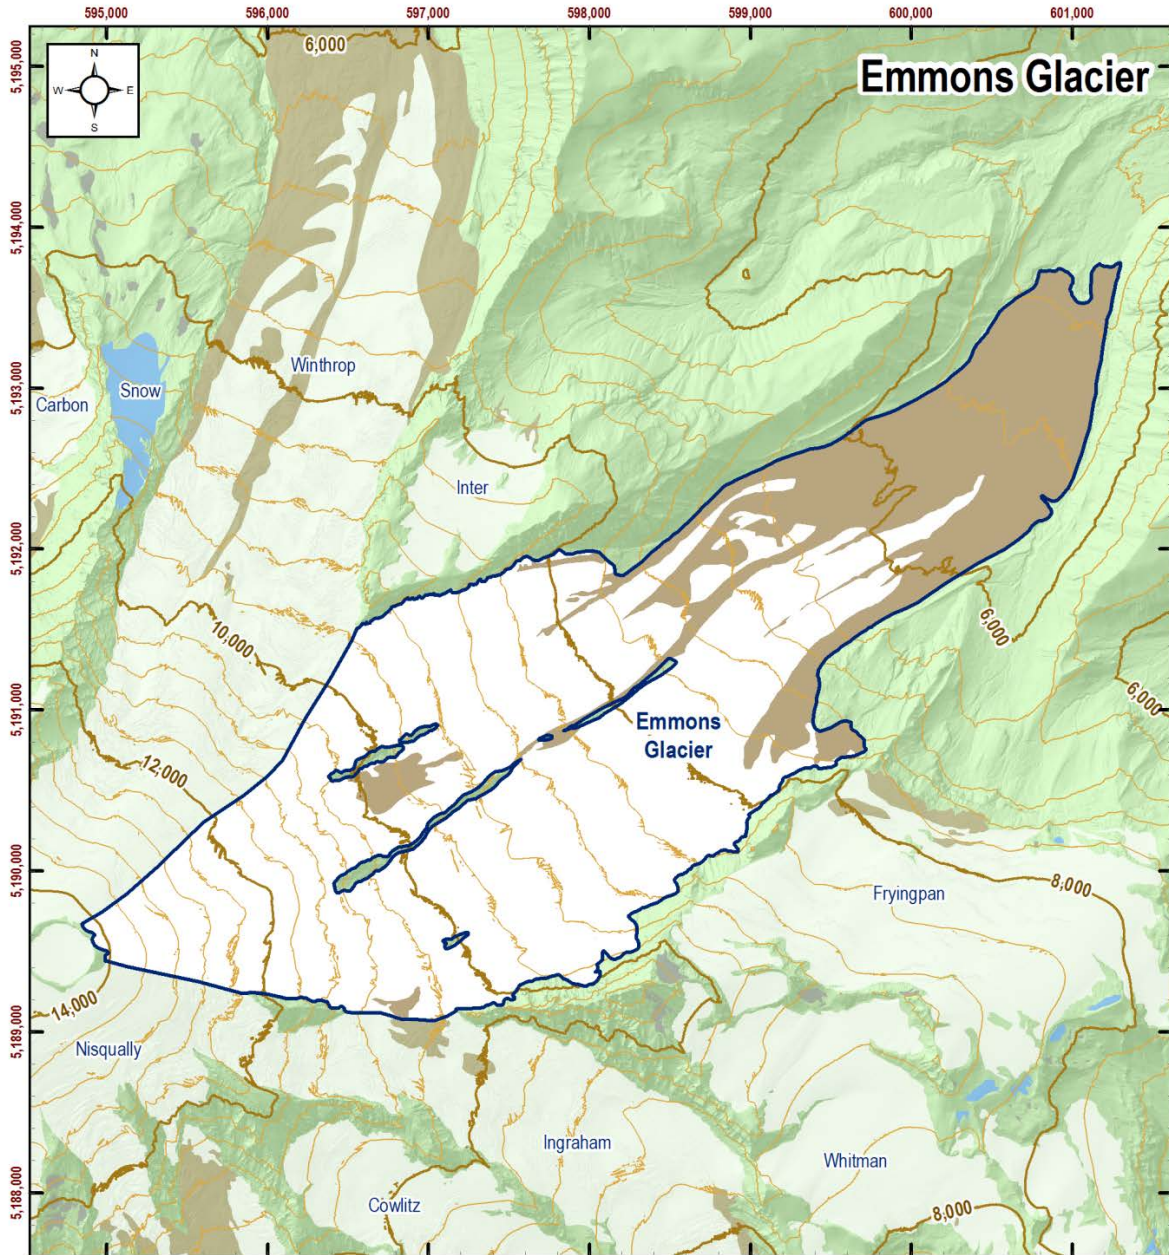 595,000
596,000
597,000
598,000
599,000
600,000
601,000
5,195,000
5,194,000
5,193,000
5,192,000
5,191,000
5,190,000
5,189,000
5,188,000
N
W
E
S
Emmons Glacier
6,000
Winthrop
Snow
Carbon
Inter
10,000
6,000
6,000
Emmons
Glacier
12,000
8,000
Fryingpan
14,000
Nisqually
Ingraham
Whitman
Cowlitz
8,000